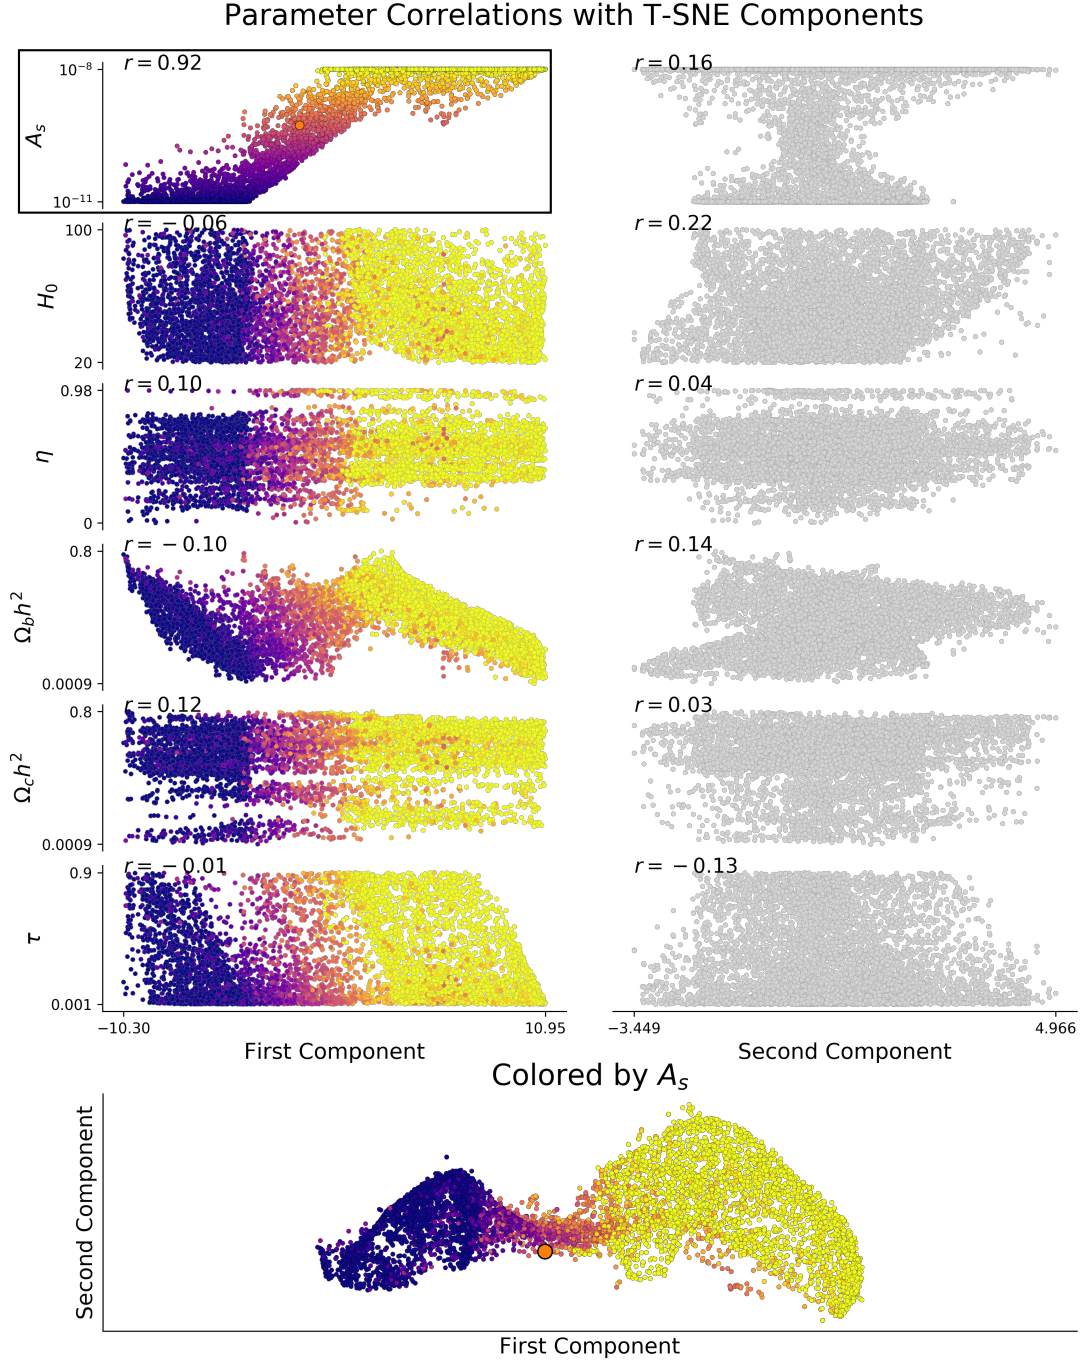 Parameter Correlations with T-SNE Components
r = 0.92
r = 0.16
10⁻⁸
A_s
10⁻¹¹
r = −0.06
r = 0.22
100
H₀
20
r = 0.10
r = 0.04
0.98
η
0
r = −0.10
r = 0.14
0.8
Ω_b h²
0.0009
r = 0.12
r = 0.03
0.8
Ω_c h²
0.0009
r = −0.01
r = −0.13
0.9
τ
0.001
−10.30
10.95
−3.449
4.966
First Component
Second Component
Colored by A_s
Second Component
First Component